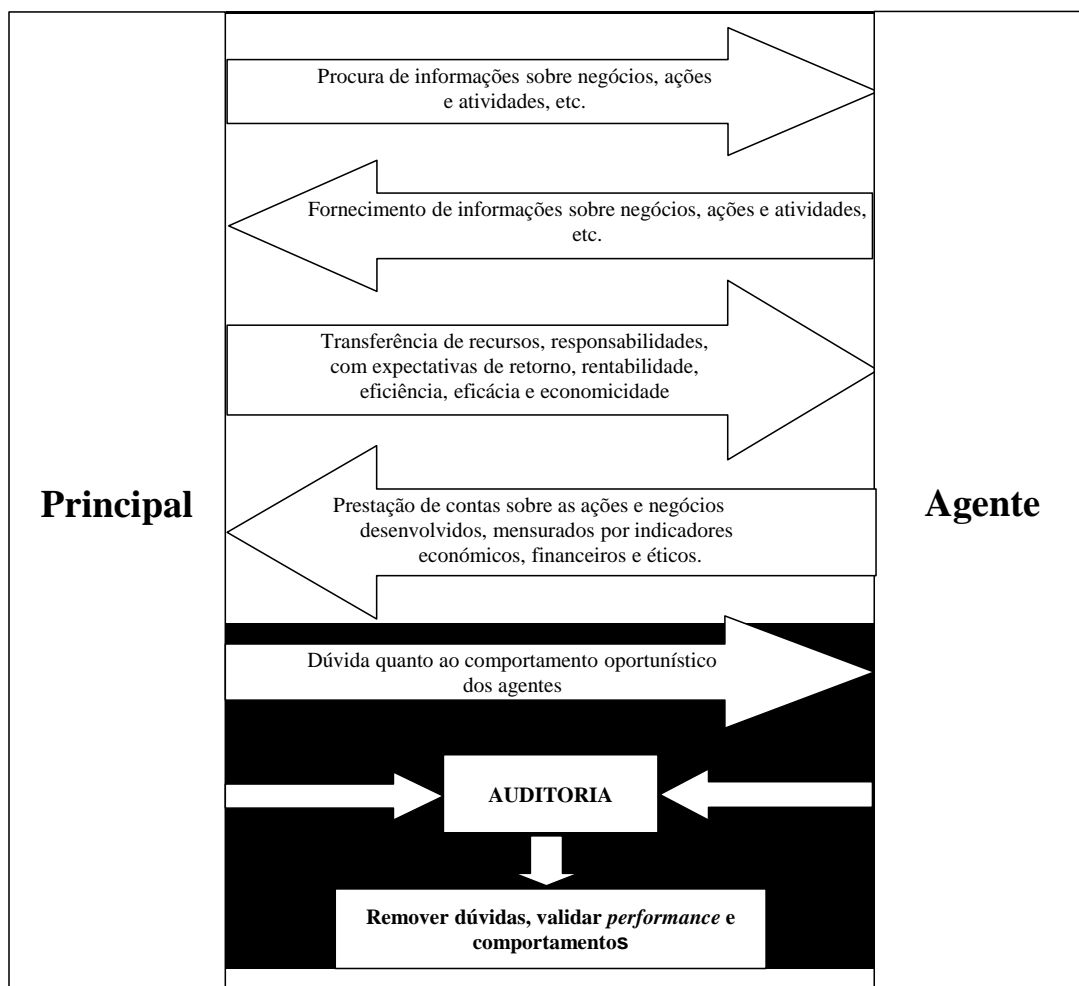 Procura de informações sobre negócios, ações
e atividades, etc.
Fornecimento de informações sobre negócios, ações e atividades,
etc.
Transferência de recursos, responsabilidades,
com expectativas de retorno, rentabilidade,
eficiência, eficácia e economicidade
Principal
Prestação de contas sobre as ações e negócios
desenvolvidos, mensurados por indicadores
económicos, financeiros e éticos.
Agente
Dúvida quanto ao comportamento oportunístico
dos agentes
AUDITORIA
Remover dúvidas, validar performance e
comportamentos